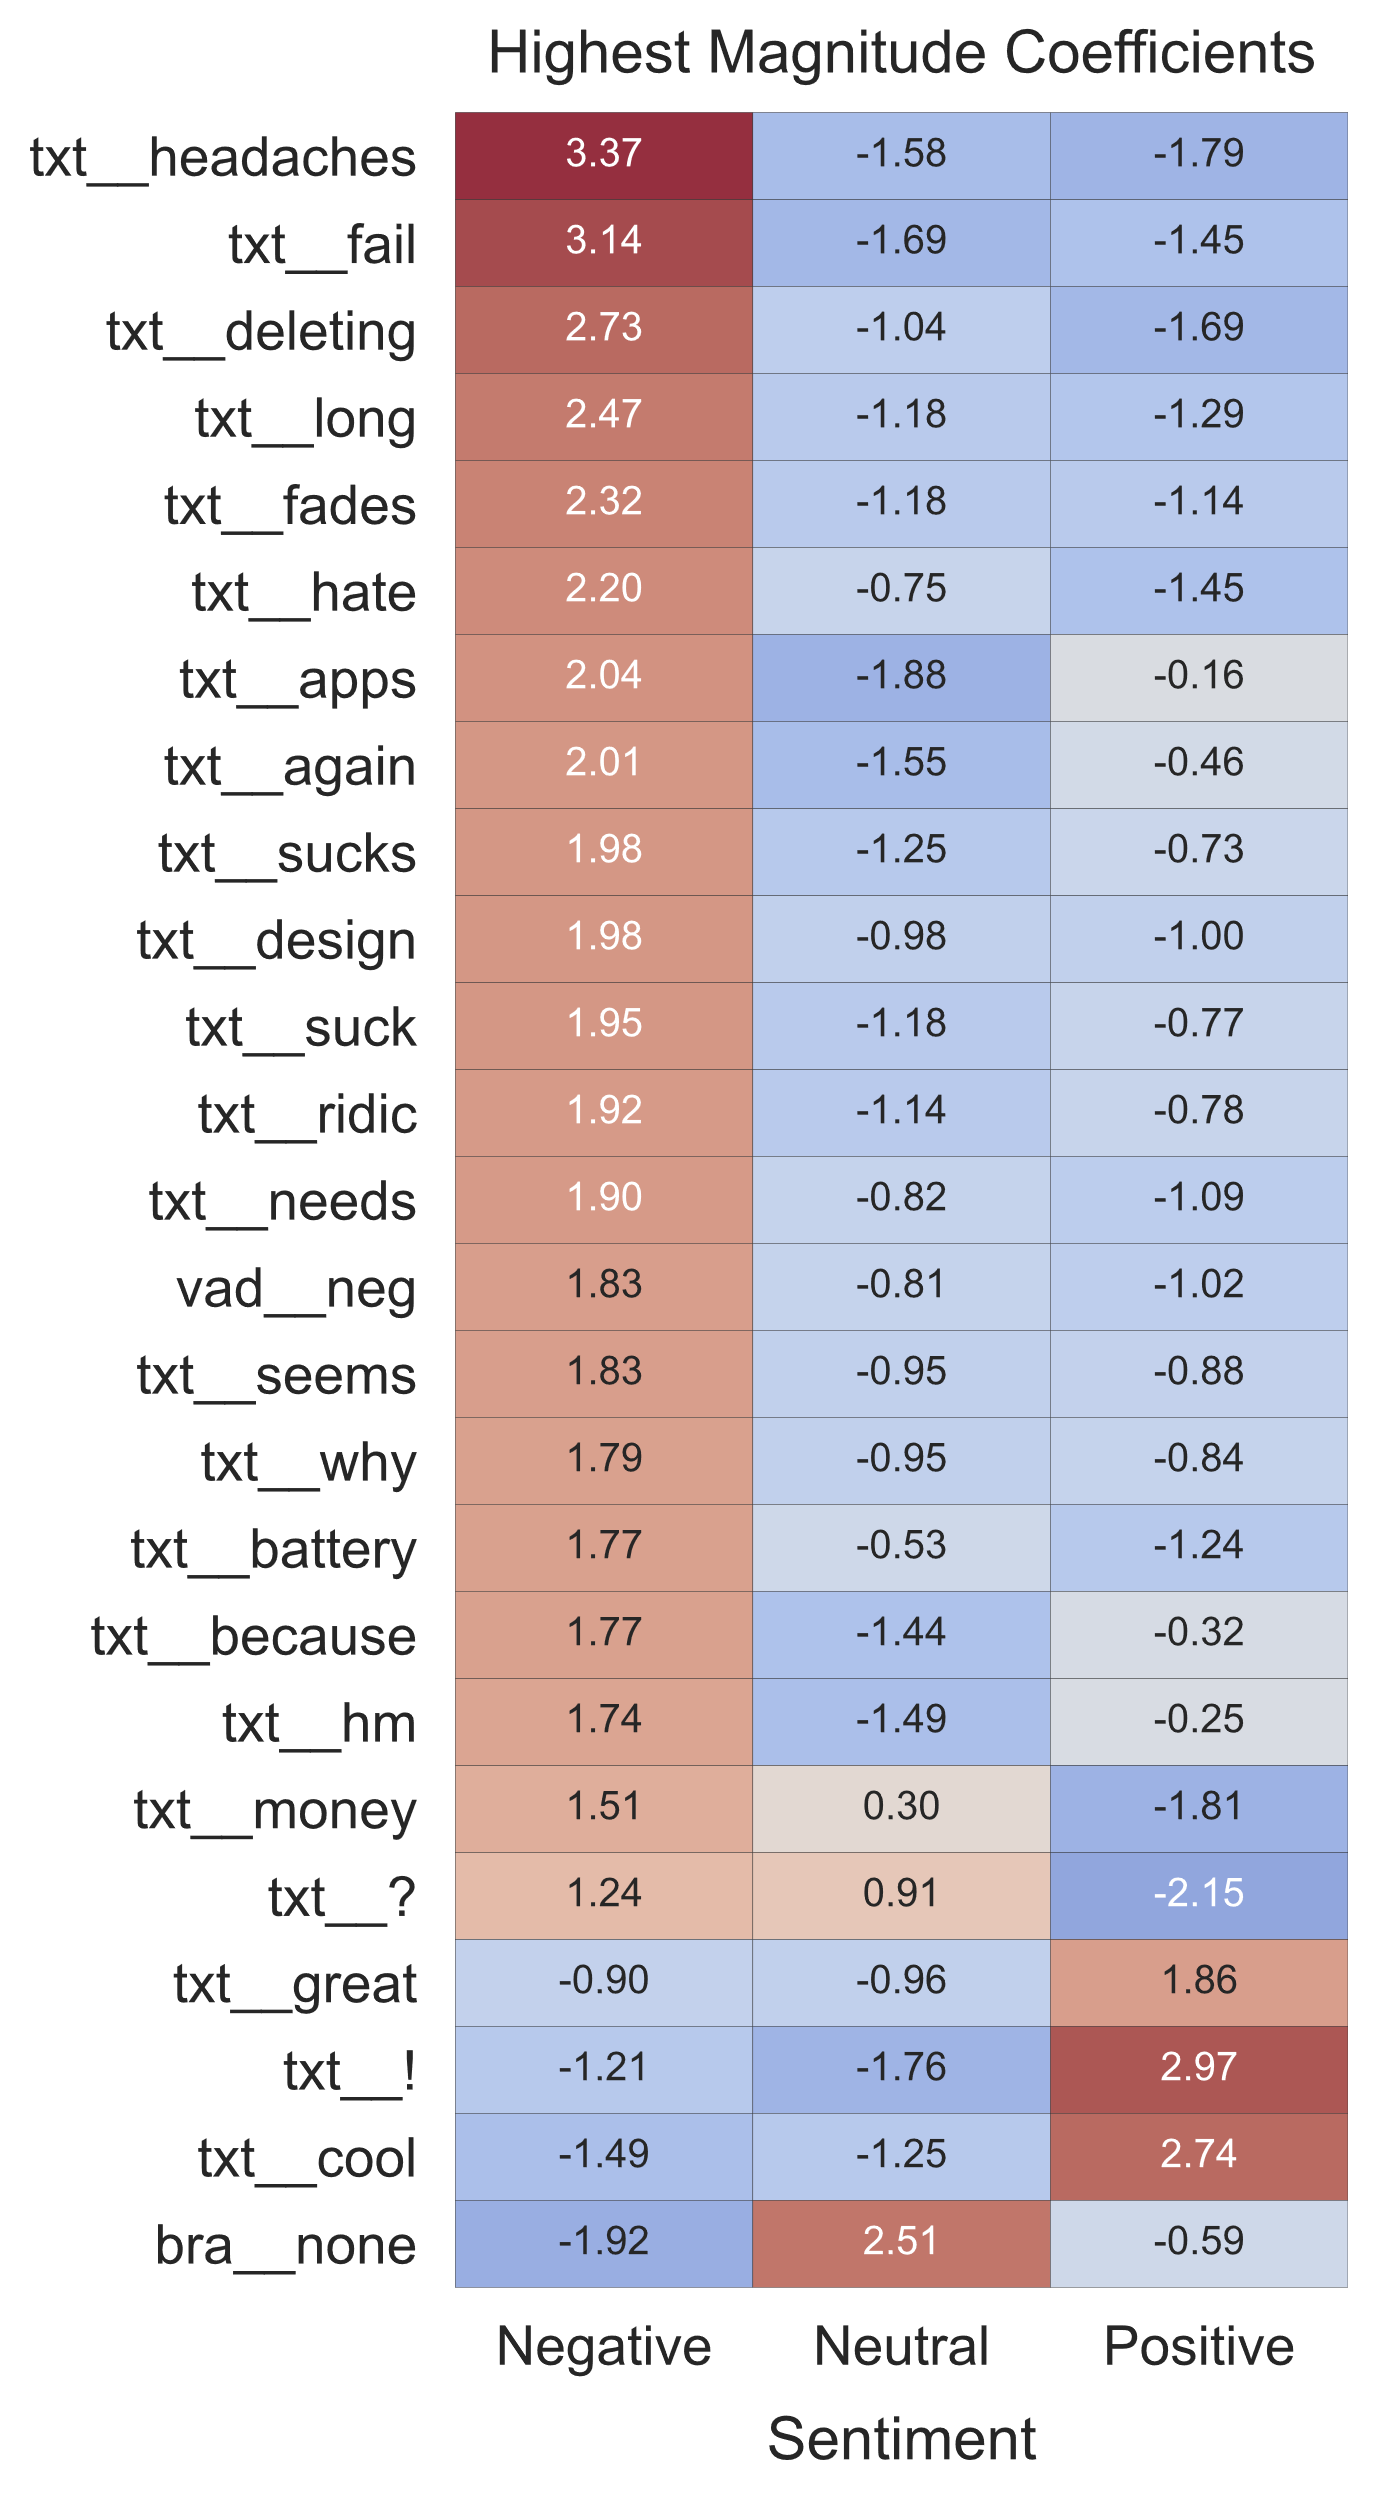 Highest Magnitude Coefficients
txt__headaches 3.37 -1.58 -1.79
txt__fail 3.14 -1.69 -1.45
txt__deleting 2.73 -1.04 -1.69
txt__long 2.47 -1.18 -1.29
txt__fades 2.32 -1.18 -1.14
txt__hate 2.20 -0.75 -1.45
txt__apps 2.04 -1.88 -0.16
txt__again 2.01 -1.55 -0.46
txt__sucks 1.98 -1.25 -0.73
txt__design 1.98 -0.98 -1.00
txt__suck 1.95 -1.18 -0.77
txt__ridic 1.92 -1.14 -0.78
txt__needs 1.90 -0.82 -1.09
vad__neg 1.83 -0.81 -1.02
txt__seems 1.83 -0.95 -0.88
txt__why 1.79 -0.95 -0.84
txt__battery 1.77 -0.53 -1.24
txt__because 1.77 -1.44 -0.32
txt__hm 1.74 -1.49 -0.25
txt__money 1.51 0.30 -1.81
txt__? 1.24 0.91 -2.15
txt__great -0.90 -0.96 1.86
txt__! -1.21 -1.76 2.97
txt__cool -1.49 -1.25 2.74
bra__none -1.92 2.51 -0.59
Negative Neutral Positive
Sentiment